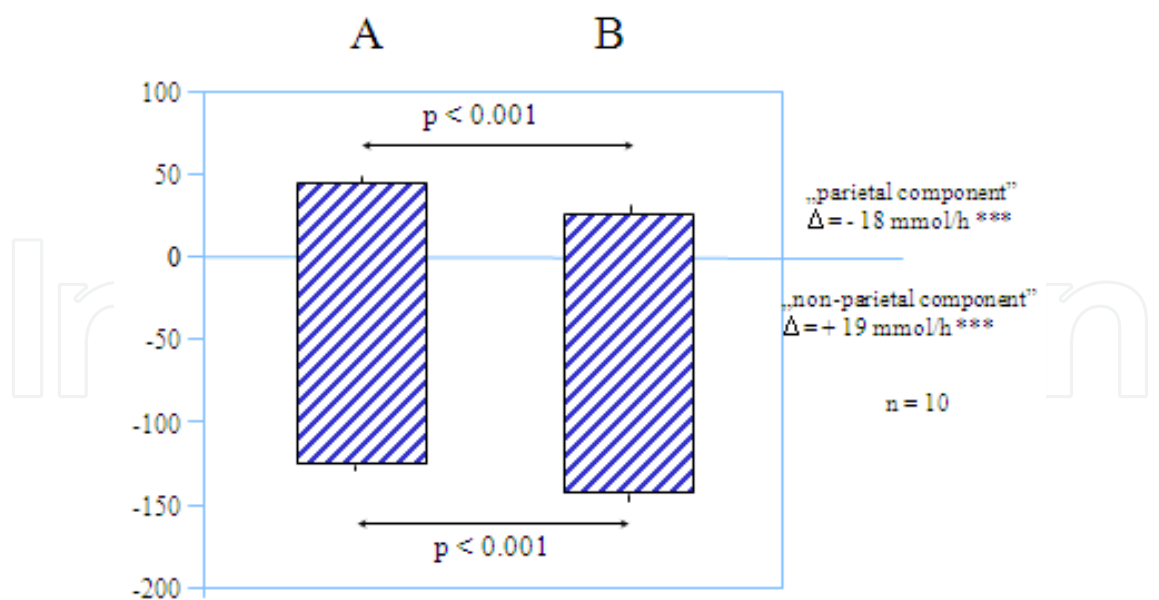 A B
100
p < 0.001
50
„parietal component”
Δ = - 18 mmol/h ***
0
„non-parietal component”
Δ = + 19 mmol/h ***
-50
n = 10
-100
-150
p < 0.001
-200